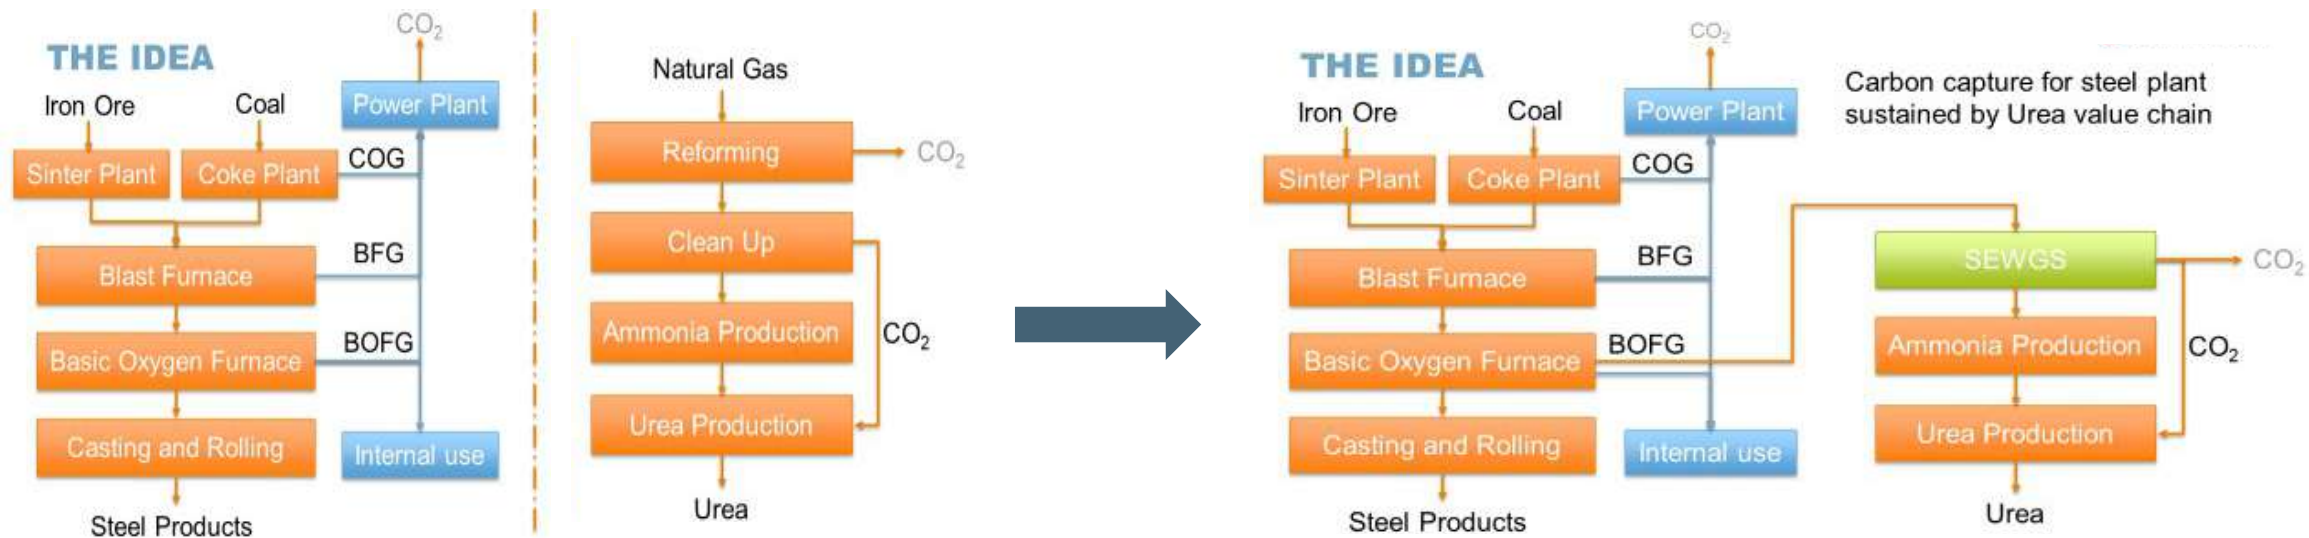 THE IDEA
CO2
Iron Ore
Coal
Power Plant
Sinter Plant
Coke Plant
COG
Blast Furnace
BFG
Basic Oxygen Furnace
BOFG
Casting and Rolling
Internal use
Steel Products
Natural Gas
Reforming
CO2
Clean Up
Ammonia Production
CO2
Urea Production
Urea
THE IDEA
CO2
Iron Ore
Coal
Power Plant
Sinter Plant
Coke Plant
COG
Blast Furnace
BFG
Basic Oxygen Furnace
BOFG
Casting and Rolling
Internal use
Steel Products
Carbon capture for steel plant
sustained by Urea value chain
SEWGS
CO2
Ammonia Production
CO2
Urea Production
Urea